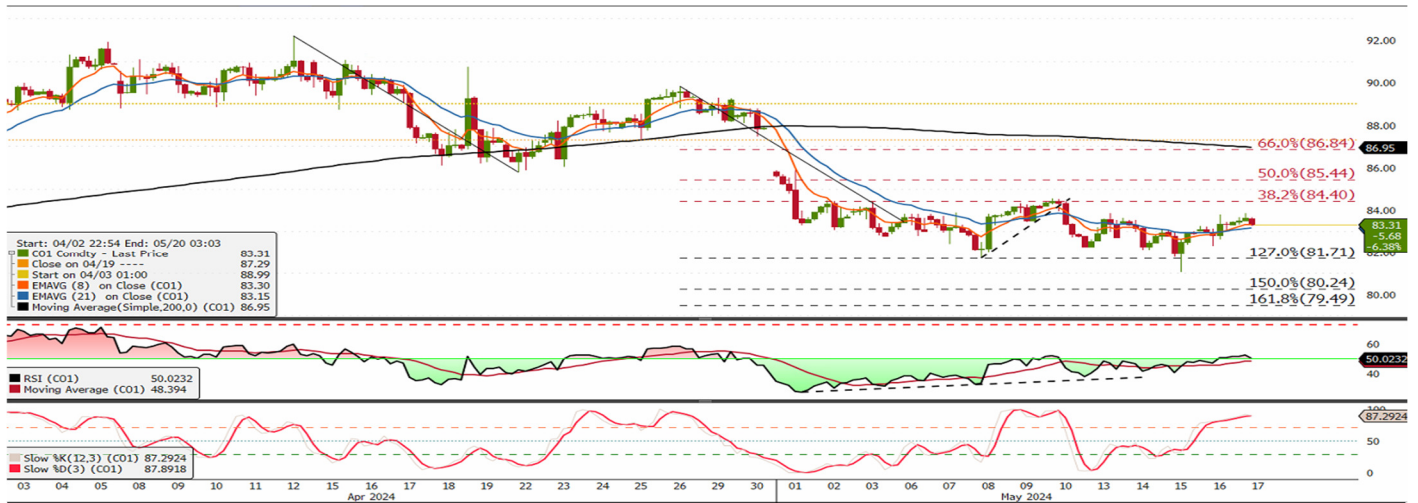 92.00
90.00
88.00
86.95
86.00
84.00
83.31
-5.68
-6.38%
80.00
66.0%(86.84)
50.0%(85.44)
38.2%(84.40)
127.0%(81.71)
150.0%(80.24)
161.8%(79.49)
Start: 04/02 22:54 End: 05/20 03:03
CO1 Comdty - Last Price 83.31
Close on 04/19 ---- 87.29
Start on 04/03 01:00 88.99
EMAVG (8) on Close (CO1) 83.30
EMAVG (21) on Close (CO1) 83.15
Moving Average(Simple,200,0) (CO1) 86.95
60
50.0232
40
RSI (CO1) 50.0232
Moving Average (CO1) 48.394
87.2924
50
0
Slow %K(12,3) (CO1) 87.2924
Slow %D(3) (CO1) 87.8918
03 04 05 08 09 10 11 12 15 16 17 18 19 22 23 24 25 26 29 30 01 02 03 06 07 08 09 10 13 14 15 16 17
Apr 2024 May 2024